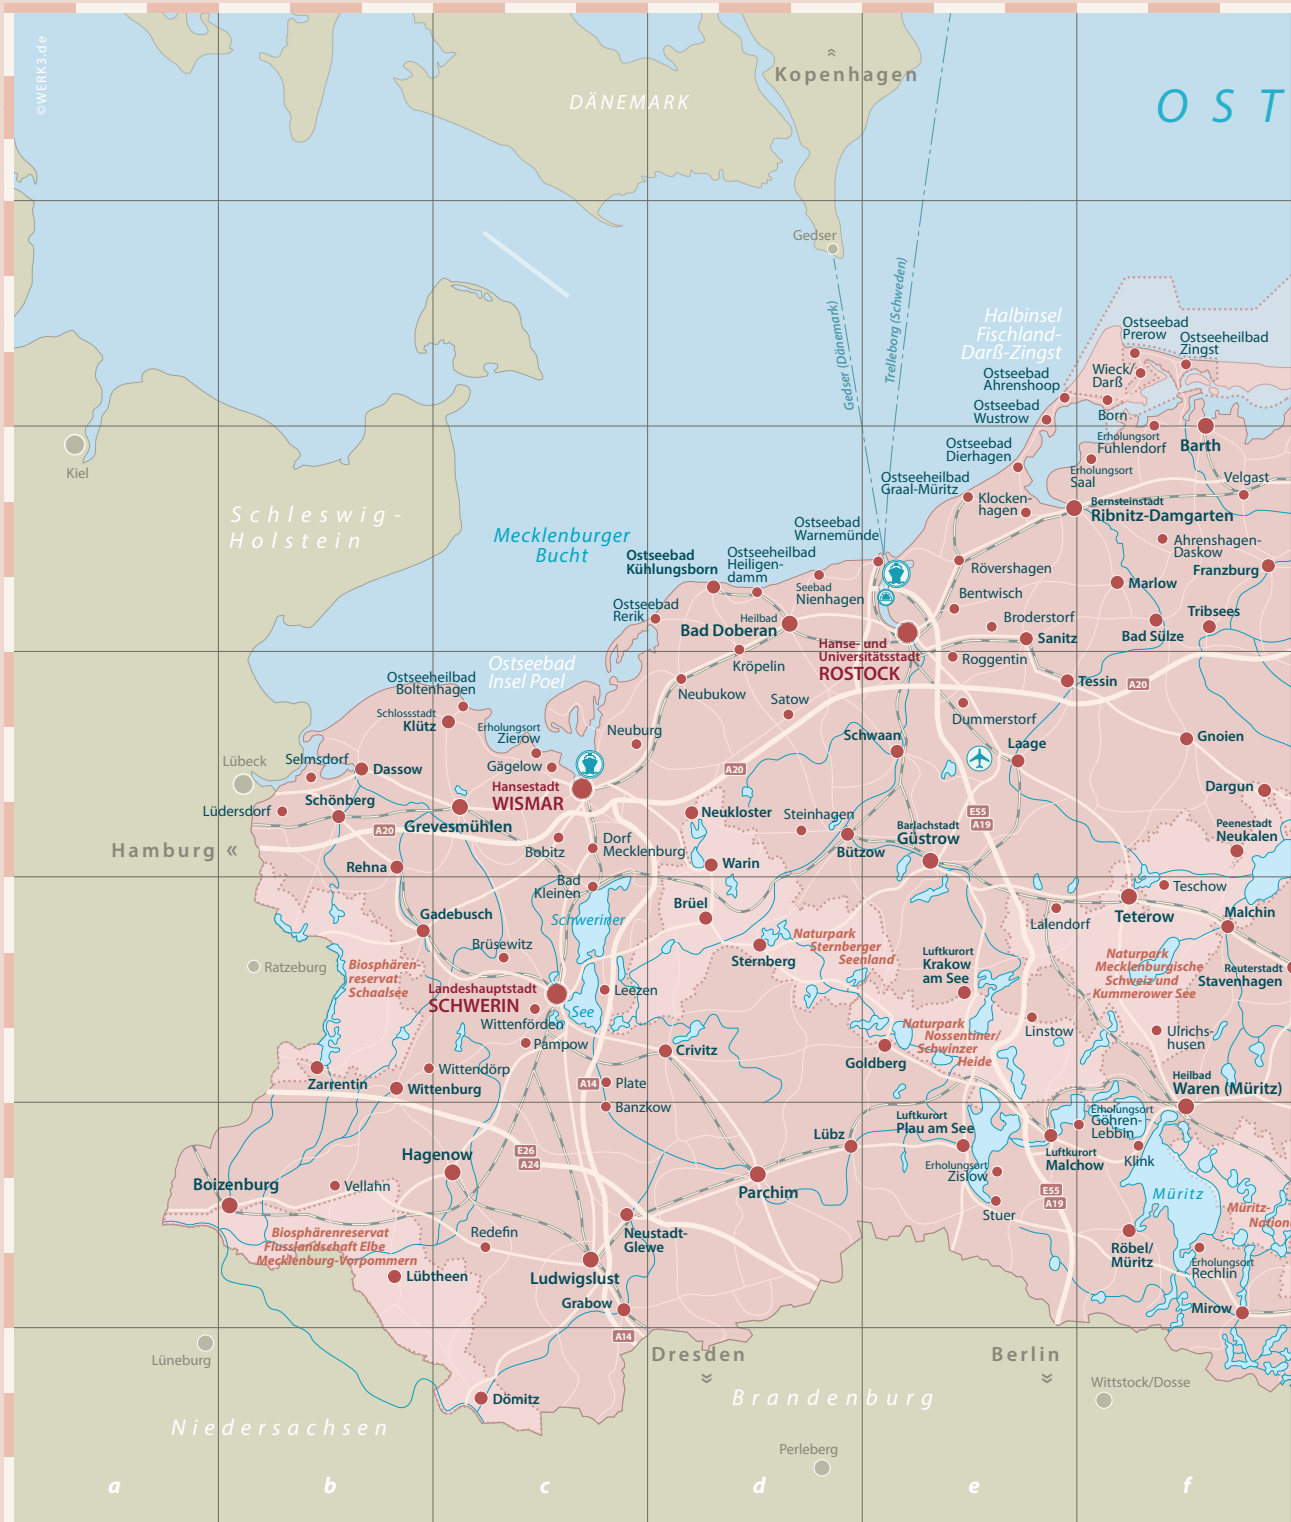 ©WERK3.de
DÄNEMARK
Kopenhagen
OST
Gedser
Gedser (Dänemark)
Trelleborg (Schweden)
Halbinsel
Fischland-
Darß-Zingst
Ostseebad
Prerow
Ostseeheilbad
Zingst
Wieck/
Darß
Ostseebad
Ahrenshoop
Born
Ostseebad
Wustrow
Erholungsort
Fuhlendorf
Barth
Kiel
Ostseebad
Dierhagen
Erholungsort
Saal
Velgast
Ostseeheilbad
Graal-Müritz
Klocken-
hagen
Bernsteinstadt
Ribnitz-Damgarten
Schleswig-
Holstein
Mecklenburger
Bucht
Ostseebad
Warnemünde
Ahrenshagen-
Daskow
Ostseebad
Kühlungsborn
Ostseeheilbad
Heiligen-
damm
Rövershagen
Franzburg
Seebad
Nienhagen
Marlow
Bentwisch
Ostseebad
Rerik
Heilbad
Bad Doberan
Broderstorf
Tribsees
Sanitz
Bad Sülze
Hanse- und
Universitätsstadt
ROSTOCK
Roggentin
Kröpelin
Ostseebad
Insel Poel
Ostseeheilbad
Boltenhagen
Neubukow
Tessin
A20
Satow
Schlossstadt
Klütz
Dummerstorf
Erholungsort
Zierow
Neuburg
Schwaan
Laage
Gnoien
Selmsdorf
Lübeck
Dassow
Gägelow
A20
Hansestadt
WISMAR
Dargun
Schönberg
Lüdersdorf
Neukloster
Steinhagen
E55
A19
Grevesmühlen
A20
Barlachstadt
Güstrow
Peenestadt
Neukalen
Hamburg «
Bobitz
Dorf
Mecklenburg
Bützow
Rehna
Warin
Bad
Kleinen
Teschow
Brüel
Gadebusch
Schweriner
Lalendorf
Teterow
Malchin
Brüsewitz
Naturpark
Sternberger
Seenland
Sternberg
Ratzeburg
Biosphären-
reservat
Schaalsee
Luftkurort
Krakow
am See
Naturpark
Mecklenburgische
Schweiz und
Kummerower See
Reuterstadt
Stavenhagen
Landeshauptstadt
SCHWERIN
Leezen
See
Wittenförden
Pampow
Naturpark
Nossentiner/
Schwinzer
Heide
Linstow
Ulrichs-
husen
Crivitz
Goldberg
Wittendörp
Zarrentin
Wittenburg
A14
Plate
Heilbad
Waren (Müritz)
Banzkow
Luftkurort
Plau am See
Erholungsort
Göhren-
Lebbin
Lübz
E26
A24
Hagenow
Luftkurort
Malchow
Klink
Erholungsort
Zislow
Boizenburg
Vellahn
Parchim
E55
A19
Müritz
Stuer
Müritz-
Nation
Biosphärenreservat
Flusslandschaft Elbe
Mecklenburg-Vorpommern
Redefin
Neustadt-
Glewe
Röbel/
Müritz
Erholungsort
Rechlin
Lübtheen
Ludwigslust
Grabow
Mirow
A14
Lüneburg
Dresden
Berlin
Wittstock/Dosse
Dömitz
Brandenburg
Niedersachsen
Perleberg
a b c d e f